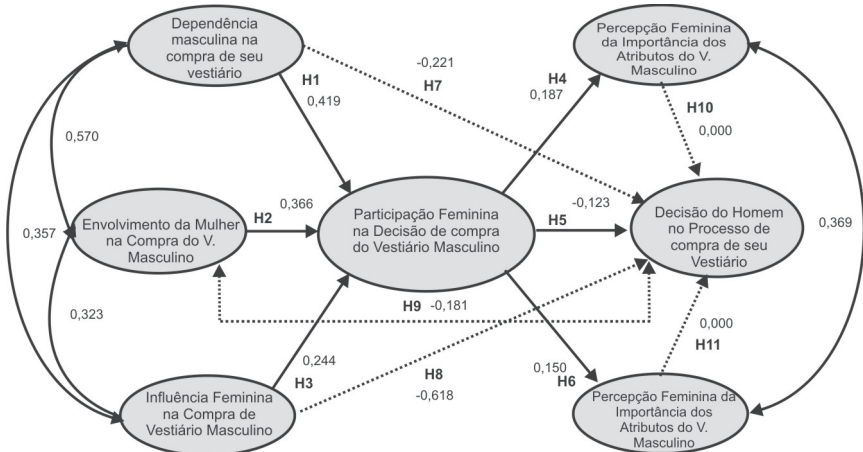 Dependência
masculina na
compra de seu
vestiário
Percepção Feminina
da Importância dos
Atributos do V.
Masculino
-0,221
H7
H1
0,419
H4
0,187
H10
0,000
0,570
Envolvimento da Mulher
na Compra do V.
Masculino
H2
0,366
Participação Feminina
na Decisão de compra
do Vestiário Masculino
-0,123
H5
Decisão do Homem
no Processo de
compra de seu
Vestiário
0,357
0,369
H9 -0,181
0,323
0,244
H3
H8
-0,618
0,150
H6
0,000
H11
Influência Feminina
na Compra de
Vestiário Masculino
Percepção Feminina da
Importância dos
Atributos do V.
Masculino